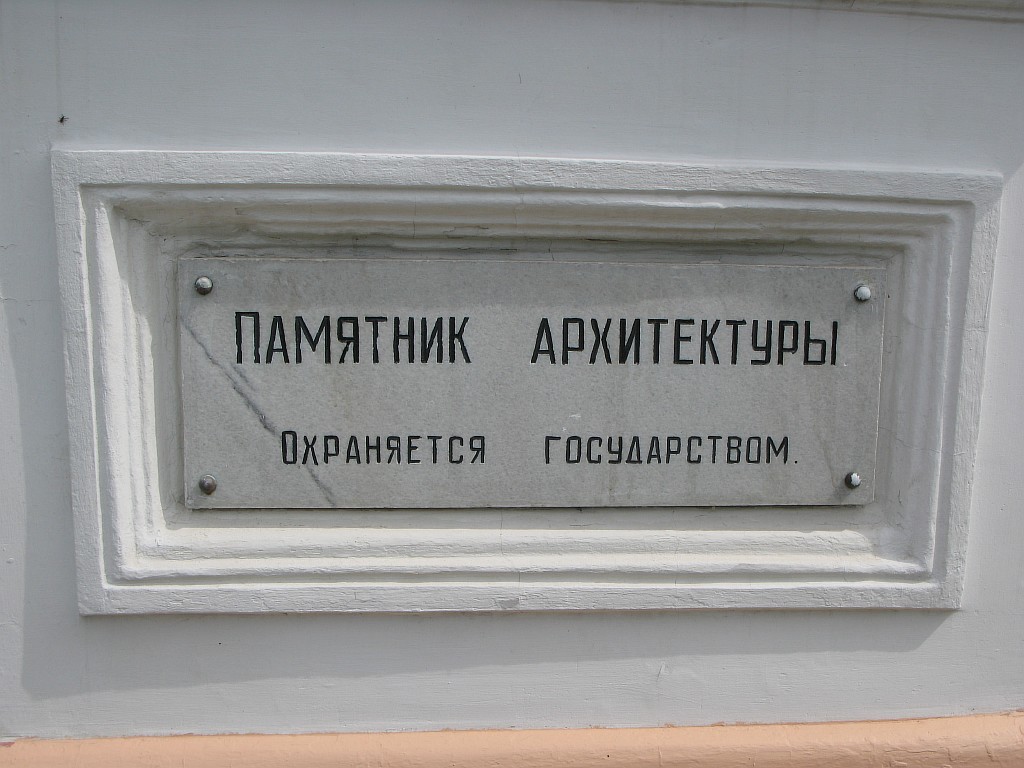 Памятник архитектуры
Охраняется государством.